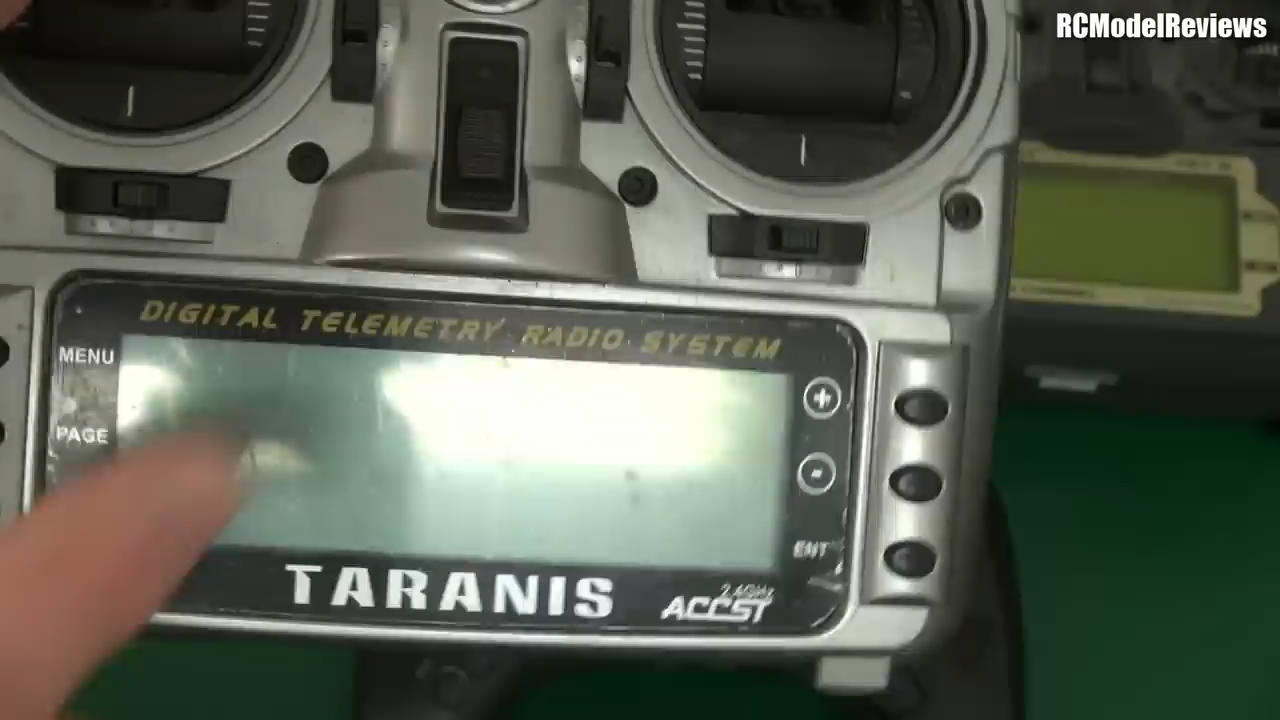 RCModelReviews
DIGITAL TELEMETRY RADIO SYSTEM
MENU
PAGE
+
-
ENT
TARANIS
2.4GHz
ACCST